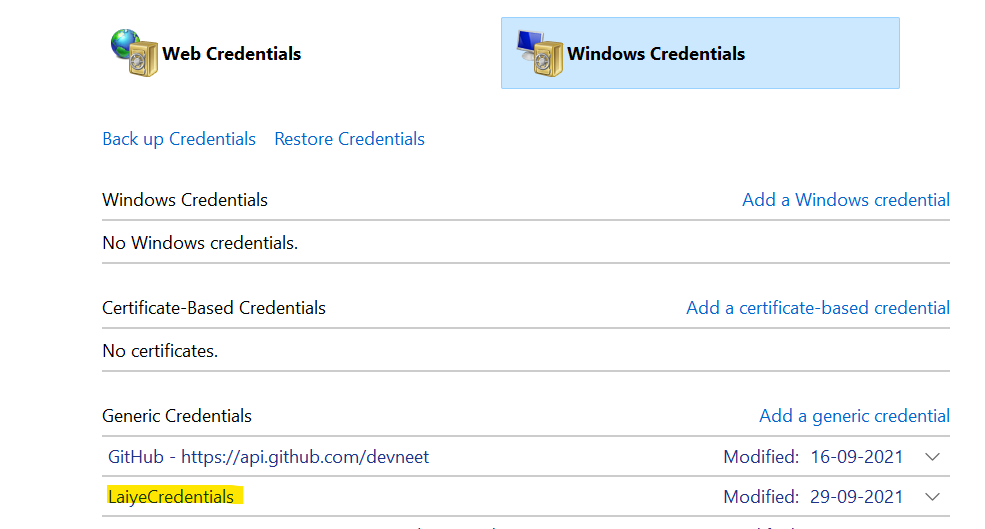 Web Credentials
Windows Credentials
Back up Credentials Restore Credentials
Windows Credentials Add a Windows credential
No Windows credentials.
Certificate-Based Credentials Add a certificate-based credential
No certificates.
Generic Credentials Add a generic credential
GitHub - https://api.github.com/devneet Modified: 16-09-2021
LaiyeCredentials Modified: 29-09-2021